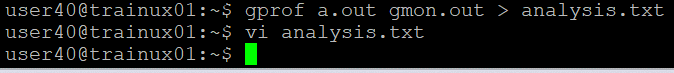 user40@trainux01:~$ gprof a.out gmon.out > analysis.txt
user40@trainux01:~$ vi analysis.txt
user40@trainux01:~$